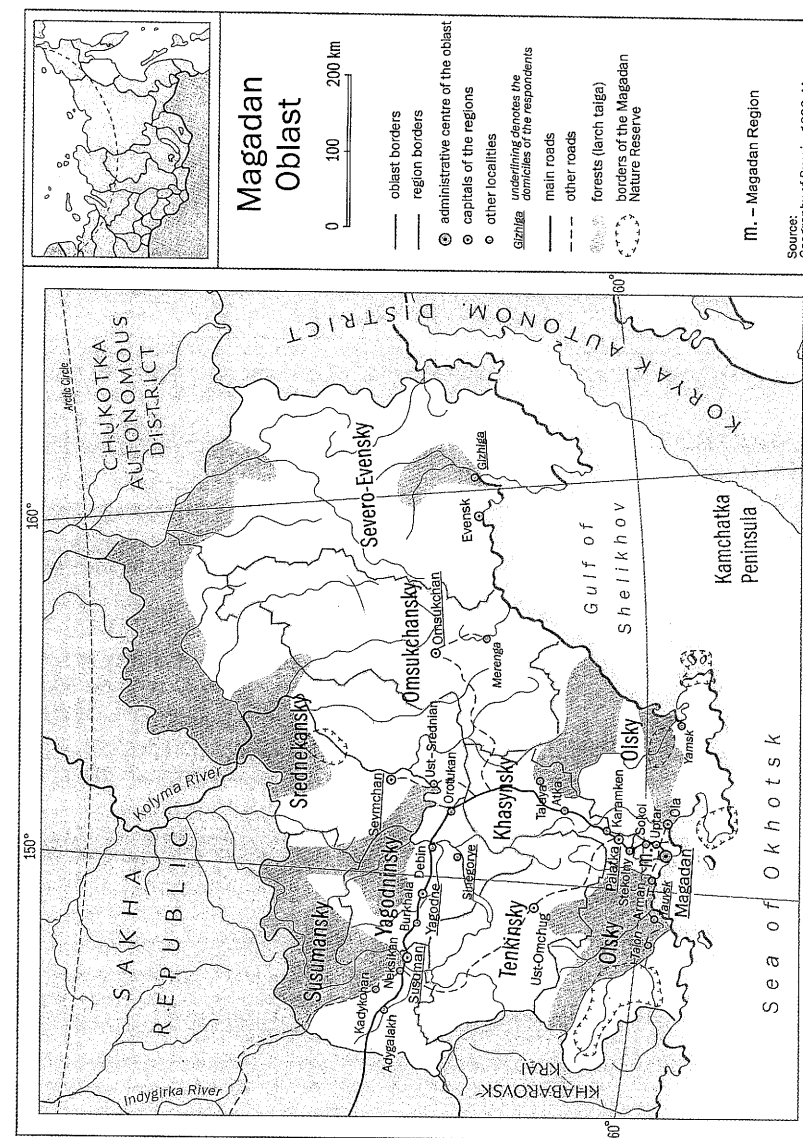 Magadan
Oblast
0 100 200 km
oblast borders
region borders
administrative centre of the oblast
capitals of the regions
other localities
Gizhiga
underlining denotes the
domiciles of the respondents
main roads
other roads
forests (larch taiga)
borders of the Magadan
Nature Reserve
m. – Magadan Region
Source:
150°
160°
Arctic Circle
CHUKOTKA
AUTONOMOUS
DISTRICT
SAKHA
REPUBLIC
Kolyma River
Indygirka River
KORYAK AUTONOM. DISTRICT
KHABAROVSK
KRAI
Susumansky
Yagodninsky
Srednekansky
Omsukchansky
Severo-Evensky
Tenkinsky
Khasynsky
Olsky
Olsky
Kadykchan
Adygalakh
Neksikan
Susuman
Burkhala
Yagodne
Debin
Sinegorye
Seymchan
Ust-Srednian
Orotukan
Omsukchan
Merenga
Evensk
Gizhiga
Ust-Omchug
Talaya
Atka
Karamken
Palatka
Stekolny
Sokol
m.
Uptar
Ola
Talon
Arman
Magadan
Yamsk
Gulf of
Shelikhov
Kamchatka
Peninsula
Sea of Okhotsk
60°
60°